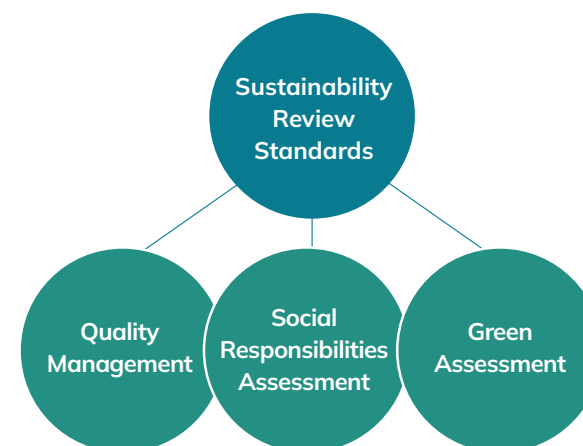 Sustainability
Review
Standards
Quality
Management
Social
Responsibilities
Assessment
Green
Assessment